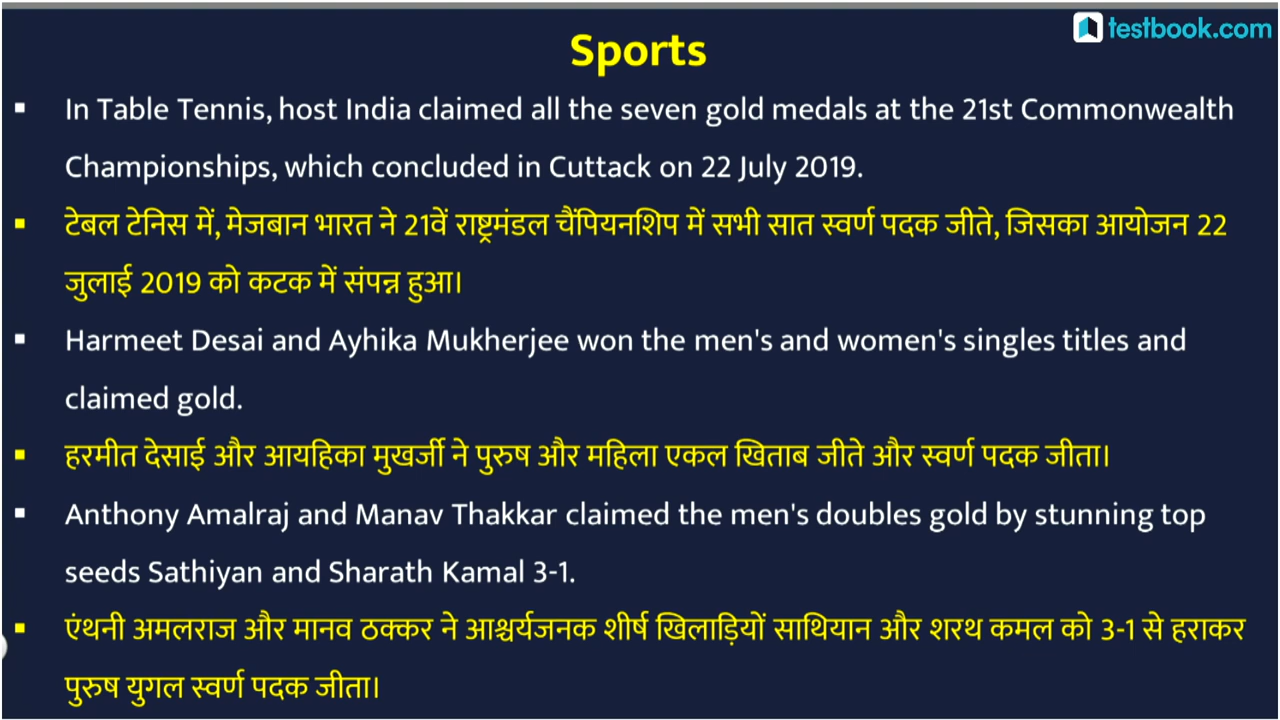 testbook.com
Sports
▪ In Table Tennis, host India claimed all the seven gold medals at the 21st Commonwealth
Championships, which concluded in Cuttack on 22 July 2019.
▪ टेबल टेनिस में, मेजबान भारत ने 21वें राष्ट्रमंडल चैंपियनशिप में सभी सात स्वर्ण पदक जीते, जिसका आयोजन 22
जुलाई 2019 को कटक में संपन्न हुआ।
▪ Harmeet Desai and Ayhika Mukherjee won the men's and women's singles titles and
claimed gold.
▪ हरमीत देसाई और आयहिका मुखर्जी ने पुरुष और महिला एकल खिताब जीते और स्वर्ण पदक जीता।
▪ Anthony Amalraj and Manav Thakkar claimed the men's doubles gold by stunning top
seeds Sathiyan and Sharath Kamal 3-1.
▪ एंथनी अमलराज और मानव ठक्कर ने आश्चर्यजनक शीर्ष खिलाड़ियों साथियान और शरथ कमल को 3-1 से हराकर
पुरुष युगल स्वर्ण पदक जीता।